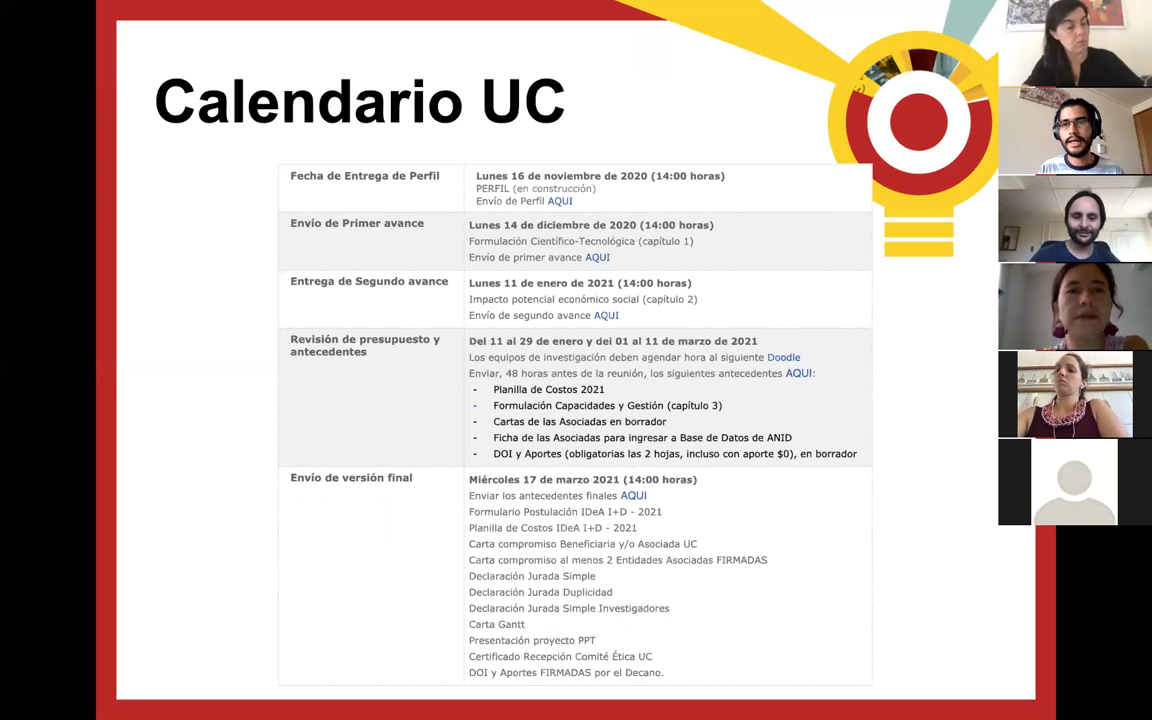 Calendario UC
Fecha de Entrega de Perfil
Lunes 16 de noviembre de 2020 (14:00 horas)
PERFIL (en construcción)
Envío de Perfil AQUI
Envío de Primer avance
Lunes 14 de diciembre de 2020 (14:00 horas)
Formulación Científico-Tecnológica (capítulo 1)
Envío de primer avance AQUI
Entrega de Segundo avance
Lunes 11 de enero de 2021 (14:00 horas)
Impacto potencial económico social (capítulo 2)
Envío de segundo avance AQUI
Revisión de presupuesto y
antecedentes
Del 11 al 29 de enero y del 01 al 11 de marzo de 2021
Los equipos de investigación deben agendar hora al siguiente Doodle
Enviar, 48 horas antes de la reunión, los siguientes antecedentes AQUI:
- Planilla de Costos 2021
- Formulación Capacidades y Gestión (capítulo 3)
- Cartas de las Asociadas en borrador
- Ficha de las Asociadas para ingresar a Base de Datos de ANID
- DOI y Aportes (obligatorias las 2 hojas, incluso con aporte $0), en borrador
Envío de versión final
Miércoles 17 de marzo 2021 (14:00 horas)
Enviar los antecedentes finales AQUI
Formulario Postulación IDeA I+D - 2021
Planilla de Costos IDeA I+D - 2021
Carta compromiso Beneficiaria y/o Asociada UC
Carta compromiso al menos 2 Entidades Asociadas FIRMADAS
Declaración Jurada Simple
Declaración Jurada Duplicidad
Declaración Jurada Simple Investigadores
Carta Gantt
Presentación proyecto PPT
Certificado Recepción Comité Ética UC
DOI y Aportes FIRMADAS por el Decano.